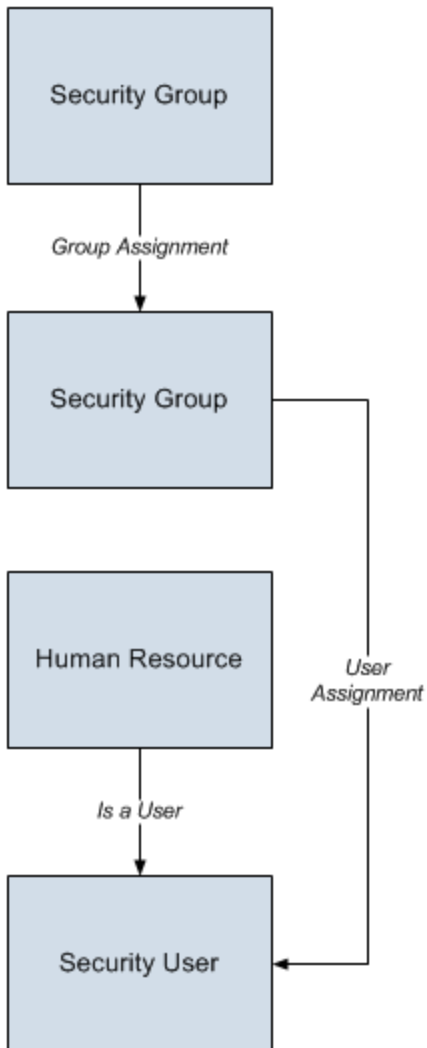 Security Group
Group Assignment
Security Group
Human Resource
User
Assignment
Is a User
Security User